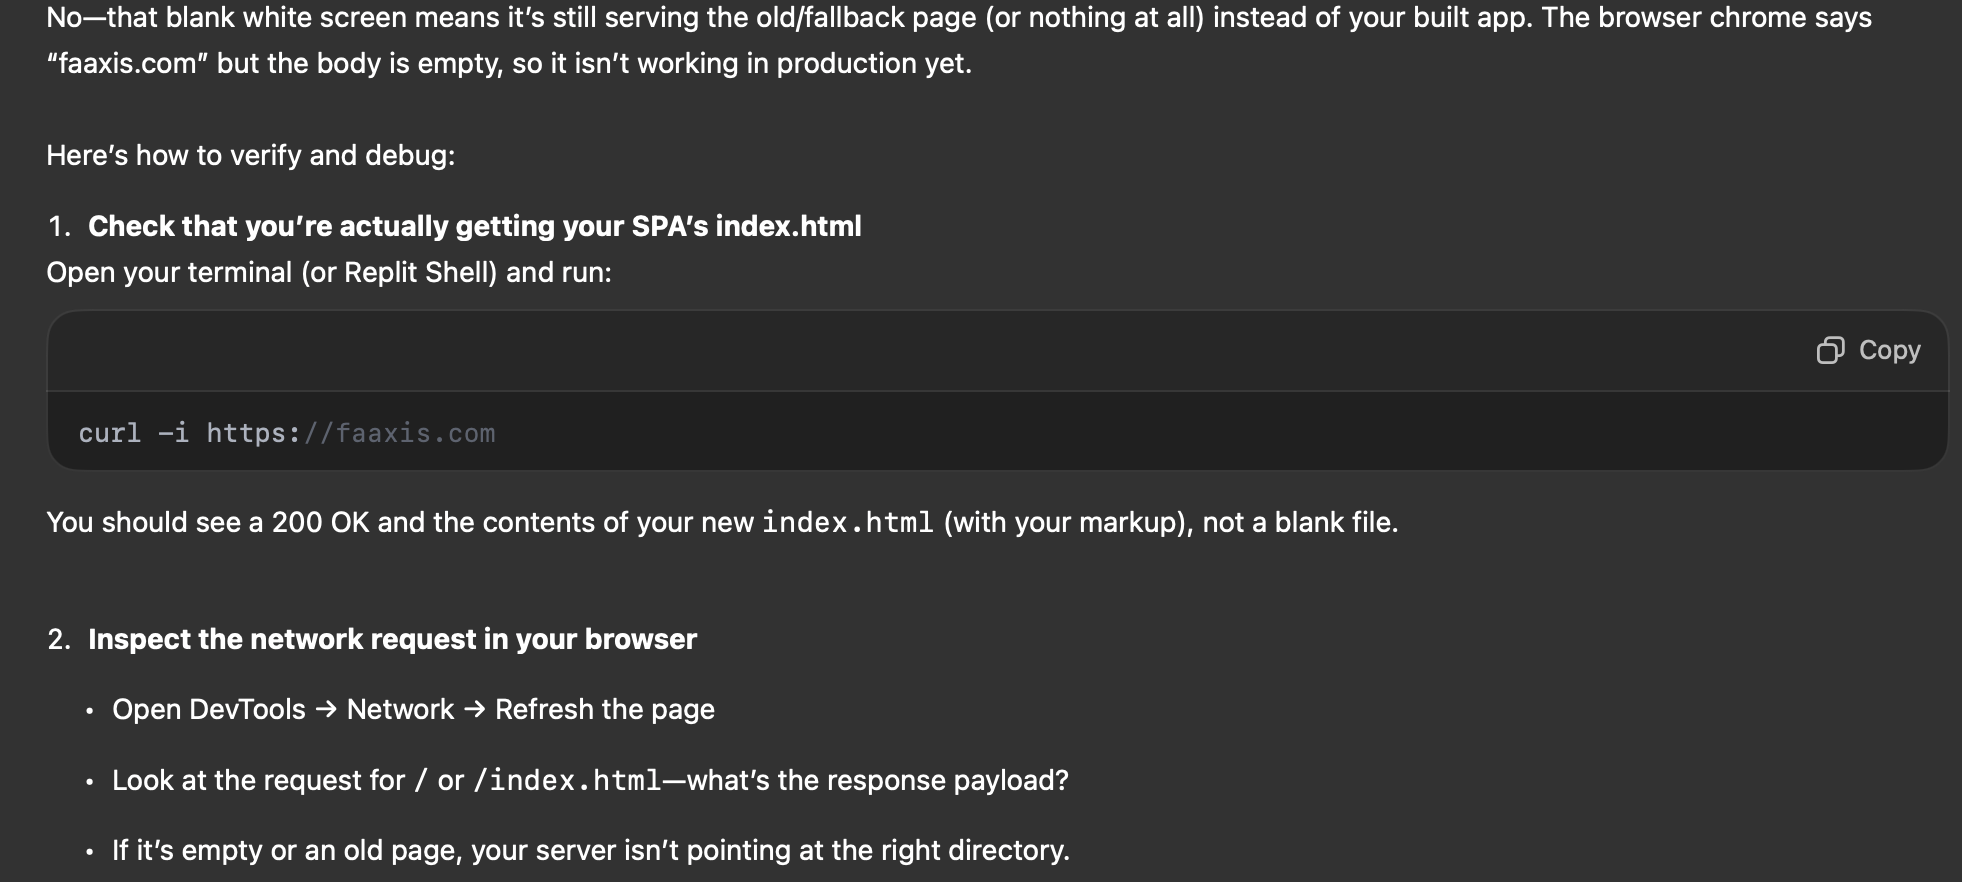 No—that blank white screen means it’s still serving the old/fallback page (or nothing at all) instead of your built app. The browser chrome says
“faaxis.com” but the body is empty, so it isn’t working in production yet.
Here’s how to verify and debug:
1. Check that you’re actually getting your SPA’s index.html
Open your terminal (or Replit Shell) and run:
Copy
curl -i https://faaxis.com
You should see a 200 OK and the contents of your new index.html (with your markup), not a blank file.
2. Inspect the network request in your browser
• Open DevTools → Network → Refresh the page
• Look at the request for / or /index.html—what’s the response payload?
• If it’s empty or an old page, your server isn’t pointing at the right directory.